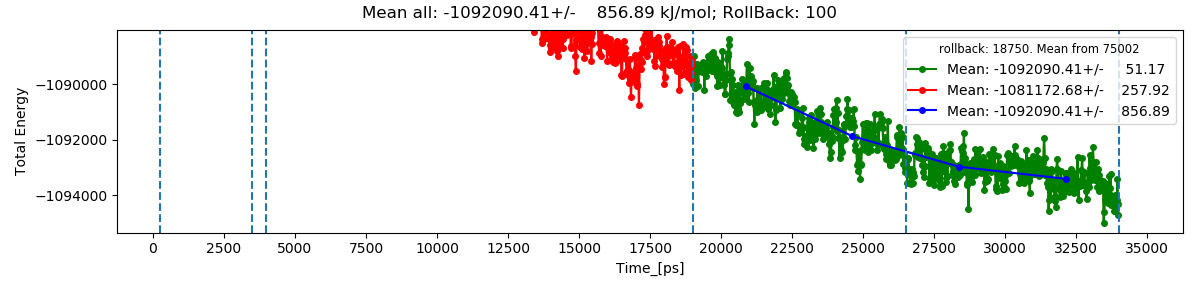 Mean all: -1092090.41+/-    856.89 kJ/mol; RollBack: 100
Total Energy
−1090000
−1092000
−1094000
rollback: 18750. Mean from 75002
Mean: -1092090.41+/-     51.17
Mean: -1081172.68+/-    257.92
Mean: -1092090.41+/-    856.89
0 2500 5000 7500 10000 12500 15000 17500 20000 22500 25000 27500 30000 32500 35000
Time_[ps]